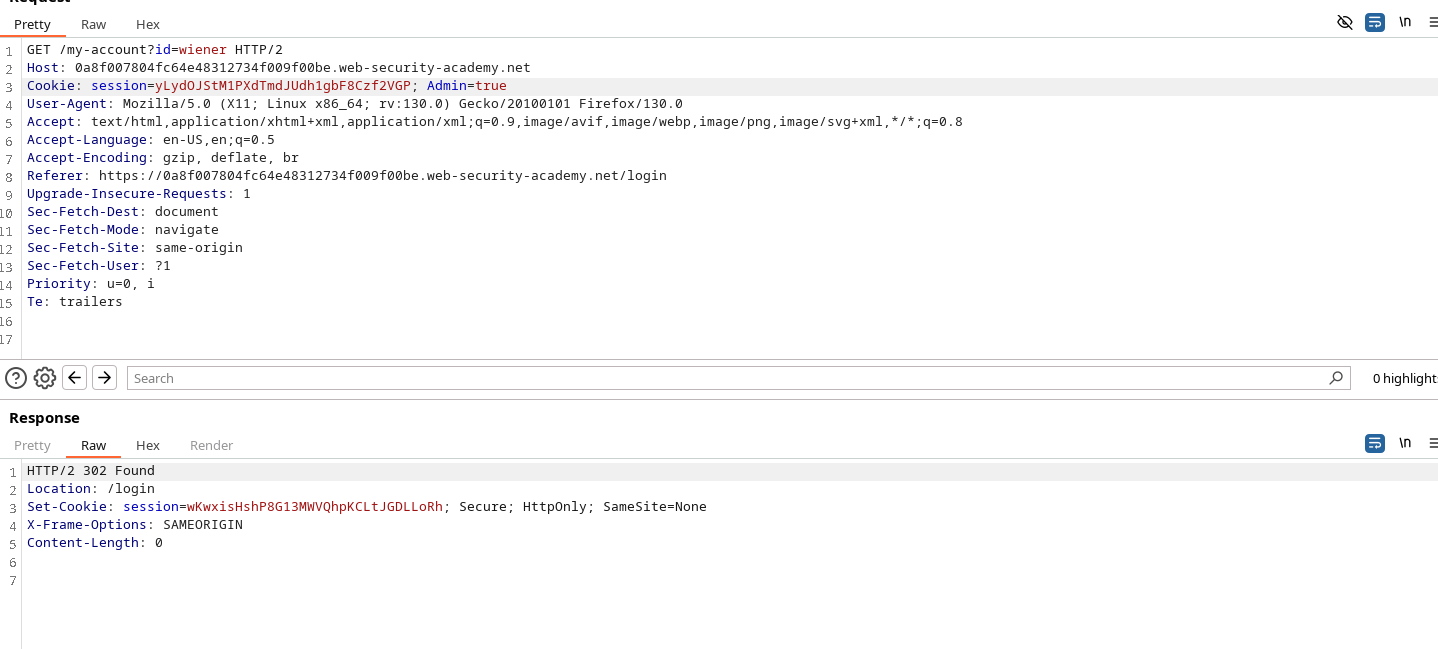 Request
Pretty Raw Hex \n
1 GET /my-account?id=wiener HTTP/2
2 Host: 0a8f007804fc64e48312734f009f00be.web-security-academy.net
3 Cookie: session=yLydOJStM1PXdTmdJUdh1gbF8Czf2VGP; Admin=true
4 User-Agent: Mozilla/5.0 (X11; Linux x86_64; rv:130.0) Gecko/20100101 Firefox/130.0
5 Accept: text/html,application/xhtml+xml,application/xml;q=0.9,image/avif,image/webp,image/png,image/svg+xml,*/*;q=0.8
6 Accept-Language: en-US,en;q=0.5
7 Accept-Encoding: gzip, deflate, br
8 Referer: https://0a8f007804fc64e48312734f009f00be.web-security-academy.net/login
9 Upgrade-Insecure-Requests: 1
10 Sec-Fetch-Dest: document
11 Sec-Fetch-Mode: navigate
12 Sec-Fetch-Site: same-origin
13 Sec-Fetch-User: ?1
14 Priority: u=0, i
15 Te: trailers
16
17
Search 0 highlight
Response
Pretty Raw Hex Render \n
1 HTTP/2 302 Found
2 Location: /login
3 Set-Cookie: session=wKwxisHshP8G13MWVQhpKCLtJGDLLoRh; Secure; HttpOnly; SameSite=None
4 X-Frame-Options: SAMEORIGIN
5 Content-Length: 0
6
7